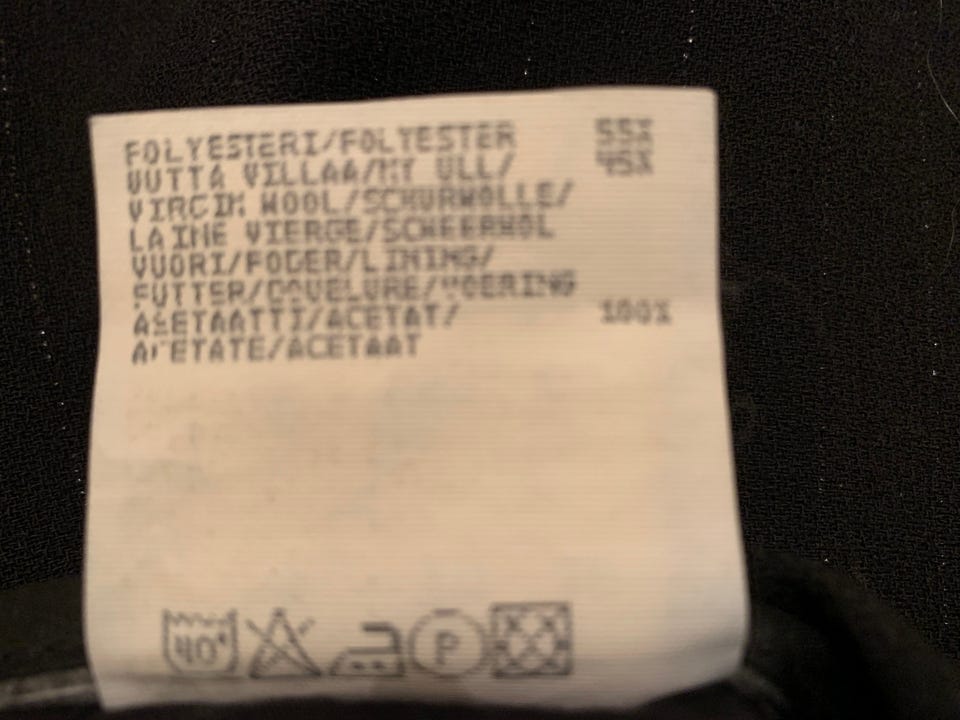 POLYESTERI/POLYESTER 55%
UUTTA VILLAA/NY ULL/ 45%
VIRGIN WOOL/SCHURWOLLE/
LAINE VIERGE/SCHEERWOL
VUORI/FODER/LINING/
FUTTER/DOUBLURE/VOERING
ASETAATTI/ACETAT/ 100%
ACETATE/ACETAAT
40° P